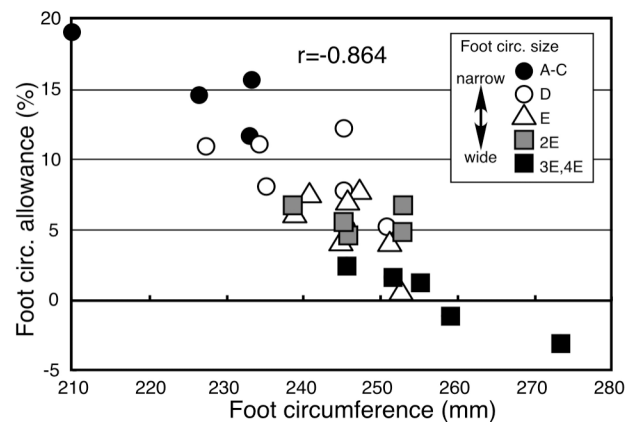 20
15
10
5
0
-5
Foot circ. allowance (%)
r=-0.864
Foot circ. size
narrow
wide
A-C
D
E
2E
3E,4E
210 220 230 240 250 260 270 280
Foot circumference (mm)